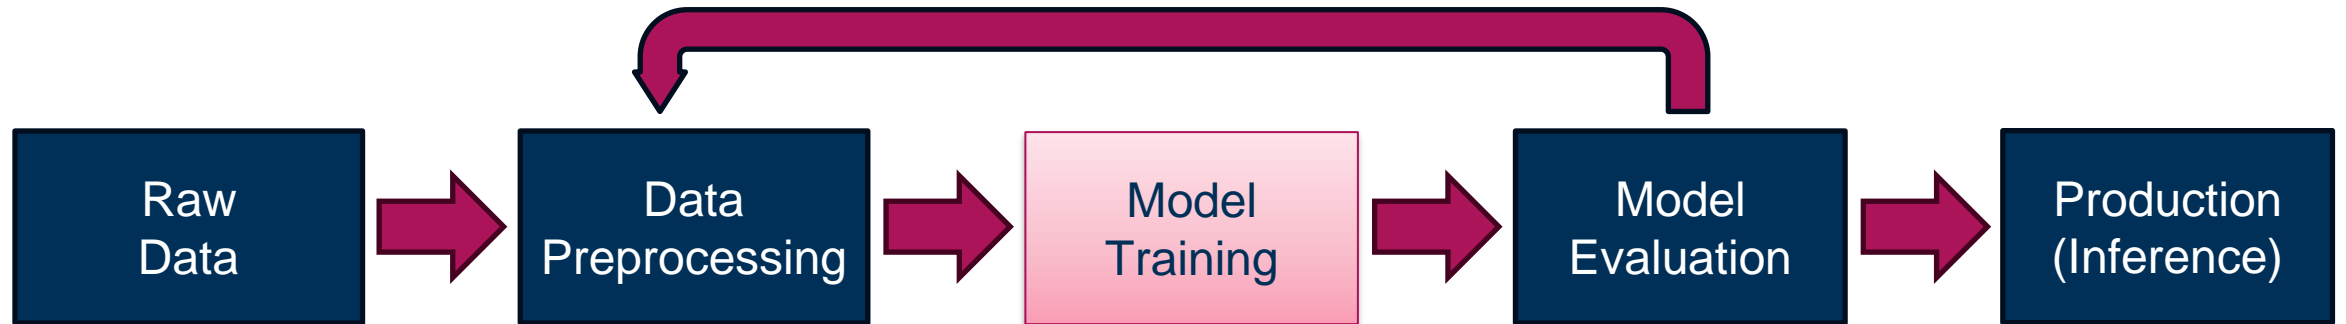 Raw
Data
Data
Preprocessing
Model
Training
Model
Evaluation
Production
(Inference)